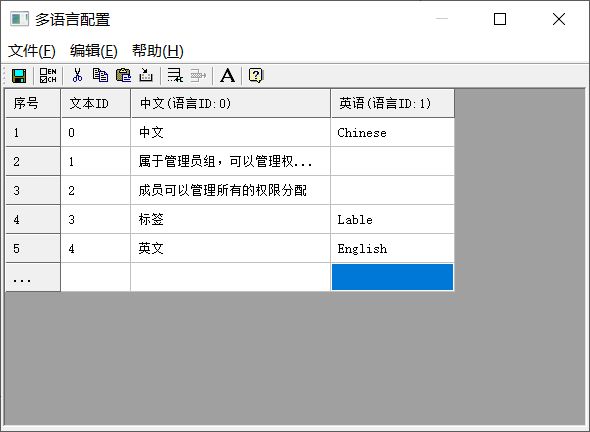 多语言配置
文件(F) 编辑(E) 帮助(H)
EN CH A ?
序号 文本ID 中文(语言ID:0) 英语(语言ID:1)
1 0 中文 Chinese
2 1 属于管理员组，可以管理权...
3 2 成员可以管理所有的权限分配
4 3 标签 Lable
5 4 英文 English
...